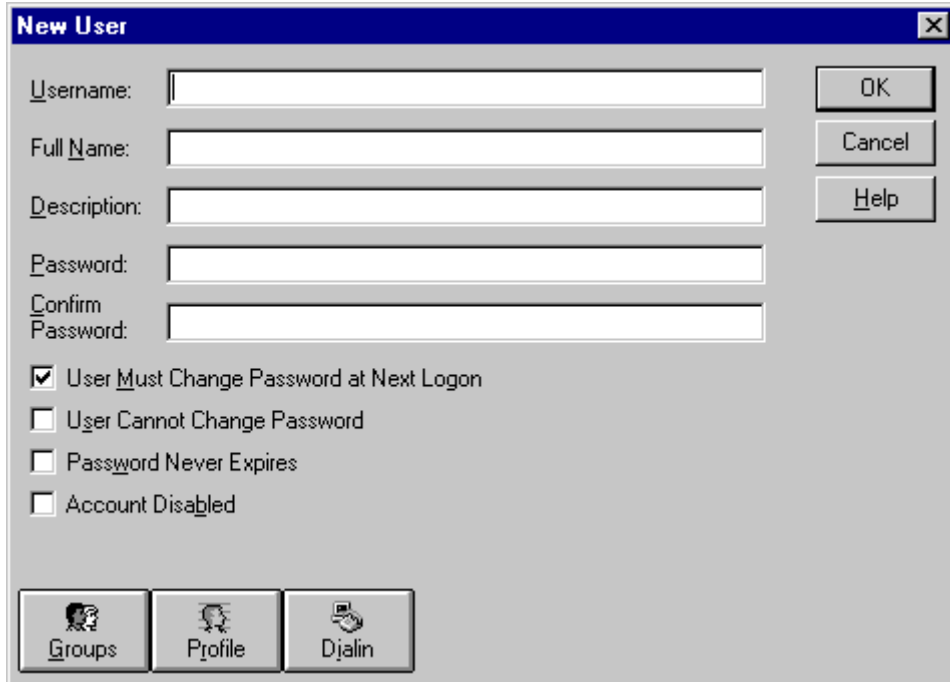 New User
Username:
OK
Full Name:
Cancel
Description:
Help
Password:
Confirm
Password:
User Must Change Password at Next Logon
User Cannot Change Password
Password Never Expires
Account Disabled
Groups
Profile
Dialin